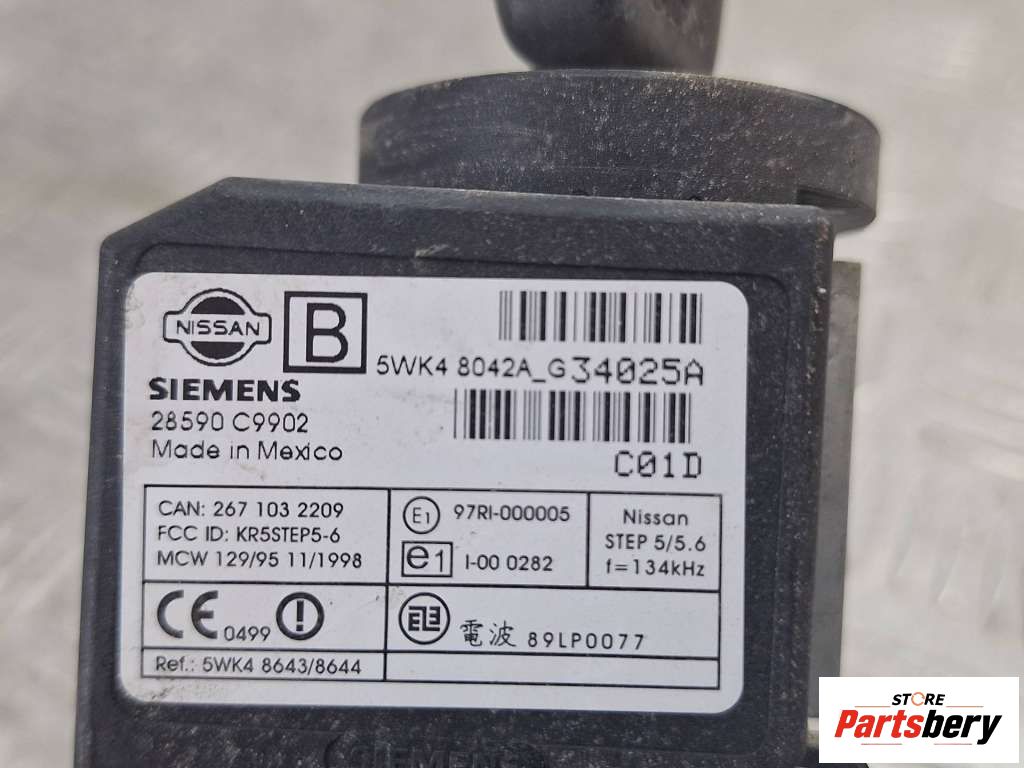 NISSAN
B
5WK4 8042A_G34025A
SIEMENS
28590 C9902
Made in Mexico
C01D
CAN: 267 103 2209
FCC ID: KR5STEP5-6
MCW 129/95 11/1998
E1 97RI-000005
e1 I-00 0282
Nissan
STEP 5/5.6
f=134kHz
CE 0499 !
電波 89LP0077
Ref.: 5WK4 8643/8644
SIEMENS
STORE
Partsbery